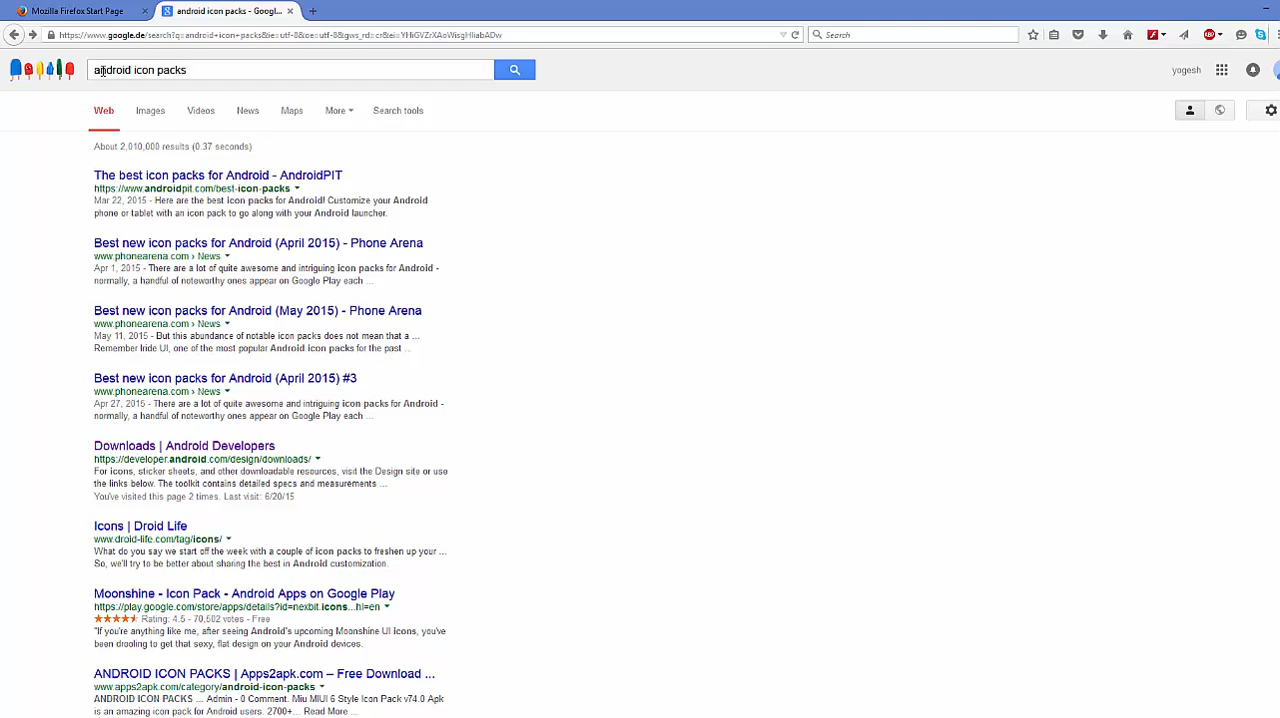 Mozilla Firefox Start Page × android icon packs - Googl... × +
https://www.google.de/search?q=android+icon+packs&ie=utf-8&oe=utf-8&gws_rd=cr&ei= Search
android icon packs yogesh
Web Images Videos News Maps More Search tools
About 2,010,000 results (0.37 seconds)
The best icon packs for Android - AndroidPIT
https://www.androidpit.com/best-icon-packs
Mar 22, 2015 - Here are the best icon packs for Android! Customize your Android
phone or tablet with an icon pack to go along with your Android launcher.
Best new icon packs for Android (April 2015) - Phone Arena
www.phonearena.com › News
Apr 1, 2015 - There are a lot of quite awesome and intriguing icon packs for Android -
normally, a handful of noteworthy ones appear on Google Play each ...
Best new icon packs for Android (May 2015) - Phone Arena
www.phonearena.com › News
May 11, 2015 - But this abundance of notable icon packs does not mean that a ...
Remember Iride UI, one of the most popular Android icon packs for the past ...
Best new icon packs for Android (April 2015) #3
www.phonearena.com › News
Apr 27, 2015 - There are a lot of quite awesome and intriguing icon packs for Android -
normally, a handful of noteworthy ones appear on Google Play each ...
Downloads | Android Developers
https://developer.android.com/design/downloads/
For icons, sticker sheets, and other downloadable resources, visit the Design site or use
the links below. The toolkit contains detailed specs and measurements ...
You've visited this page 2 times. Last visit: 6/20/15
Icons | Droid Life
www.droid-life.com/tag/icons/
What do you say we start off the week with a couple of icon packs to freshen up your ...
So, we'll try to be better about sharing the best in Android customization.
Moonshine - Icon Pack - Android Apps on Google Play
https://play.google.com/store/apps/details?id=nexbit.icons...hl=en
Rating: 4.5 - 70,502 votes - Free
"If you're anything like me, after seeing Android's upcoming Moonshine UI icons, you've
been drooling to get that sexy, flat design on your Android devices.
ANDROID ICON PACKS | Apps2apk.com – Free Download ...
www.apps2apk.com/category/android-icon-packs
ANDROID ICON PACKS ... Admin - 0 Comment. Miu MIUI 6 Style Icon Pack v74.0 Apk
is an amazing icon pack for Android users. 2700+... Read More ...